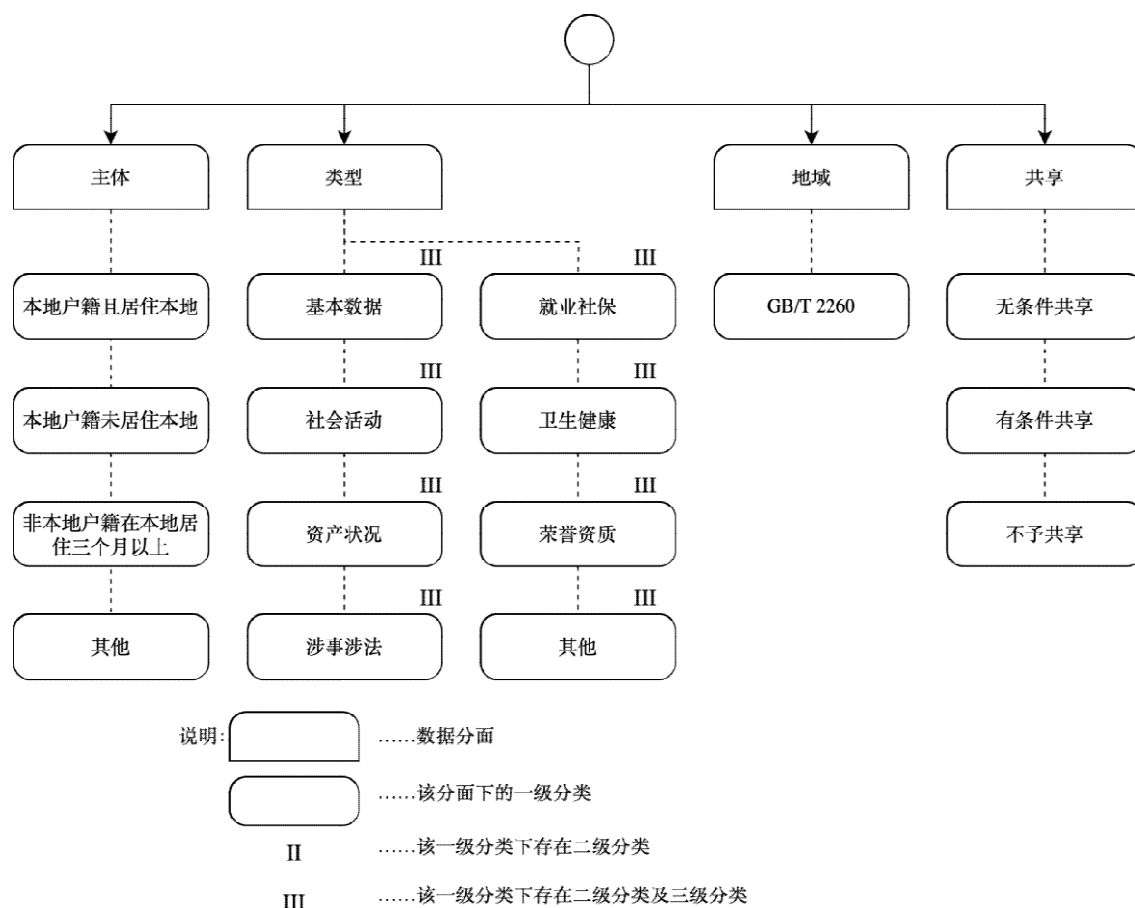 主体
类型
地域
共享
III
III
本地户籍且居住本地
基本数据
就业社保
GB/T 2260
无条件共享
III
III
本地户籍未居住本地
社会活动
卫生健康
有条件共享
III
III
非本地户籍在本地居
住三个月以上
资产状况
荣誉资质
不予共享
III
III
其他
涉事涉法
其他
说明:
……数据分面
……该分面下的一级分类
II
……该一级分类下存在二级分类
III
……该一级分类下存在二级分类及三级分类